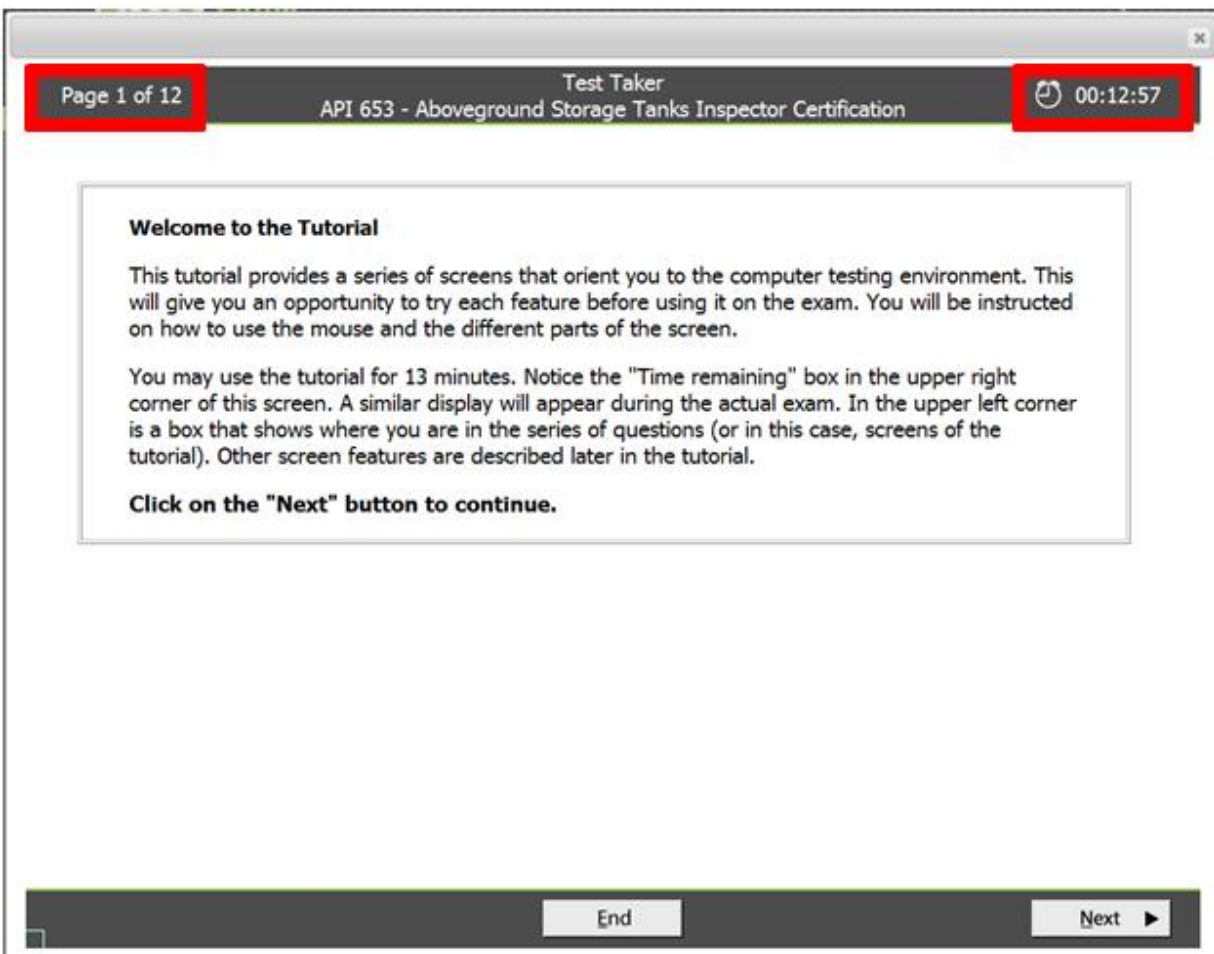 Page 1 of 12
Test Taker
API 653 - Aboveground Storage Tanks Inspector Certification
00:12:57
Welcome to the Tutorial
This tutorial provides a series of screens that orient you to the computer testing environment. This
will give you an opportunity to try each feature before using it on the exam. You will be instructed
on how to use the mouse and the different parts of the screen.
You may use the tutorial for 13 minutes. Notice the "Time remaining" box in the upper right
corner of this screen. A similar display will appear during the actual exam. In the upper left corner
is a box that shows where you are in the series of questions (or in this case, screens of the
tutorial). Other screen features are described later in the tutorial.
Click on the "Next" button to continue.
End
Next